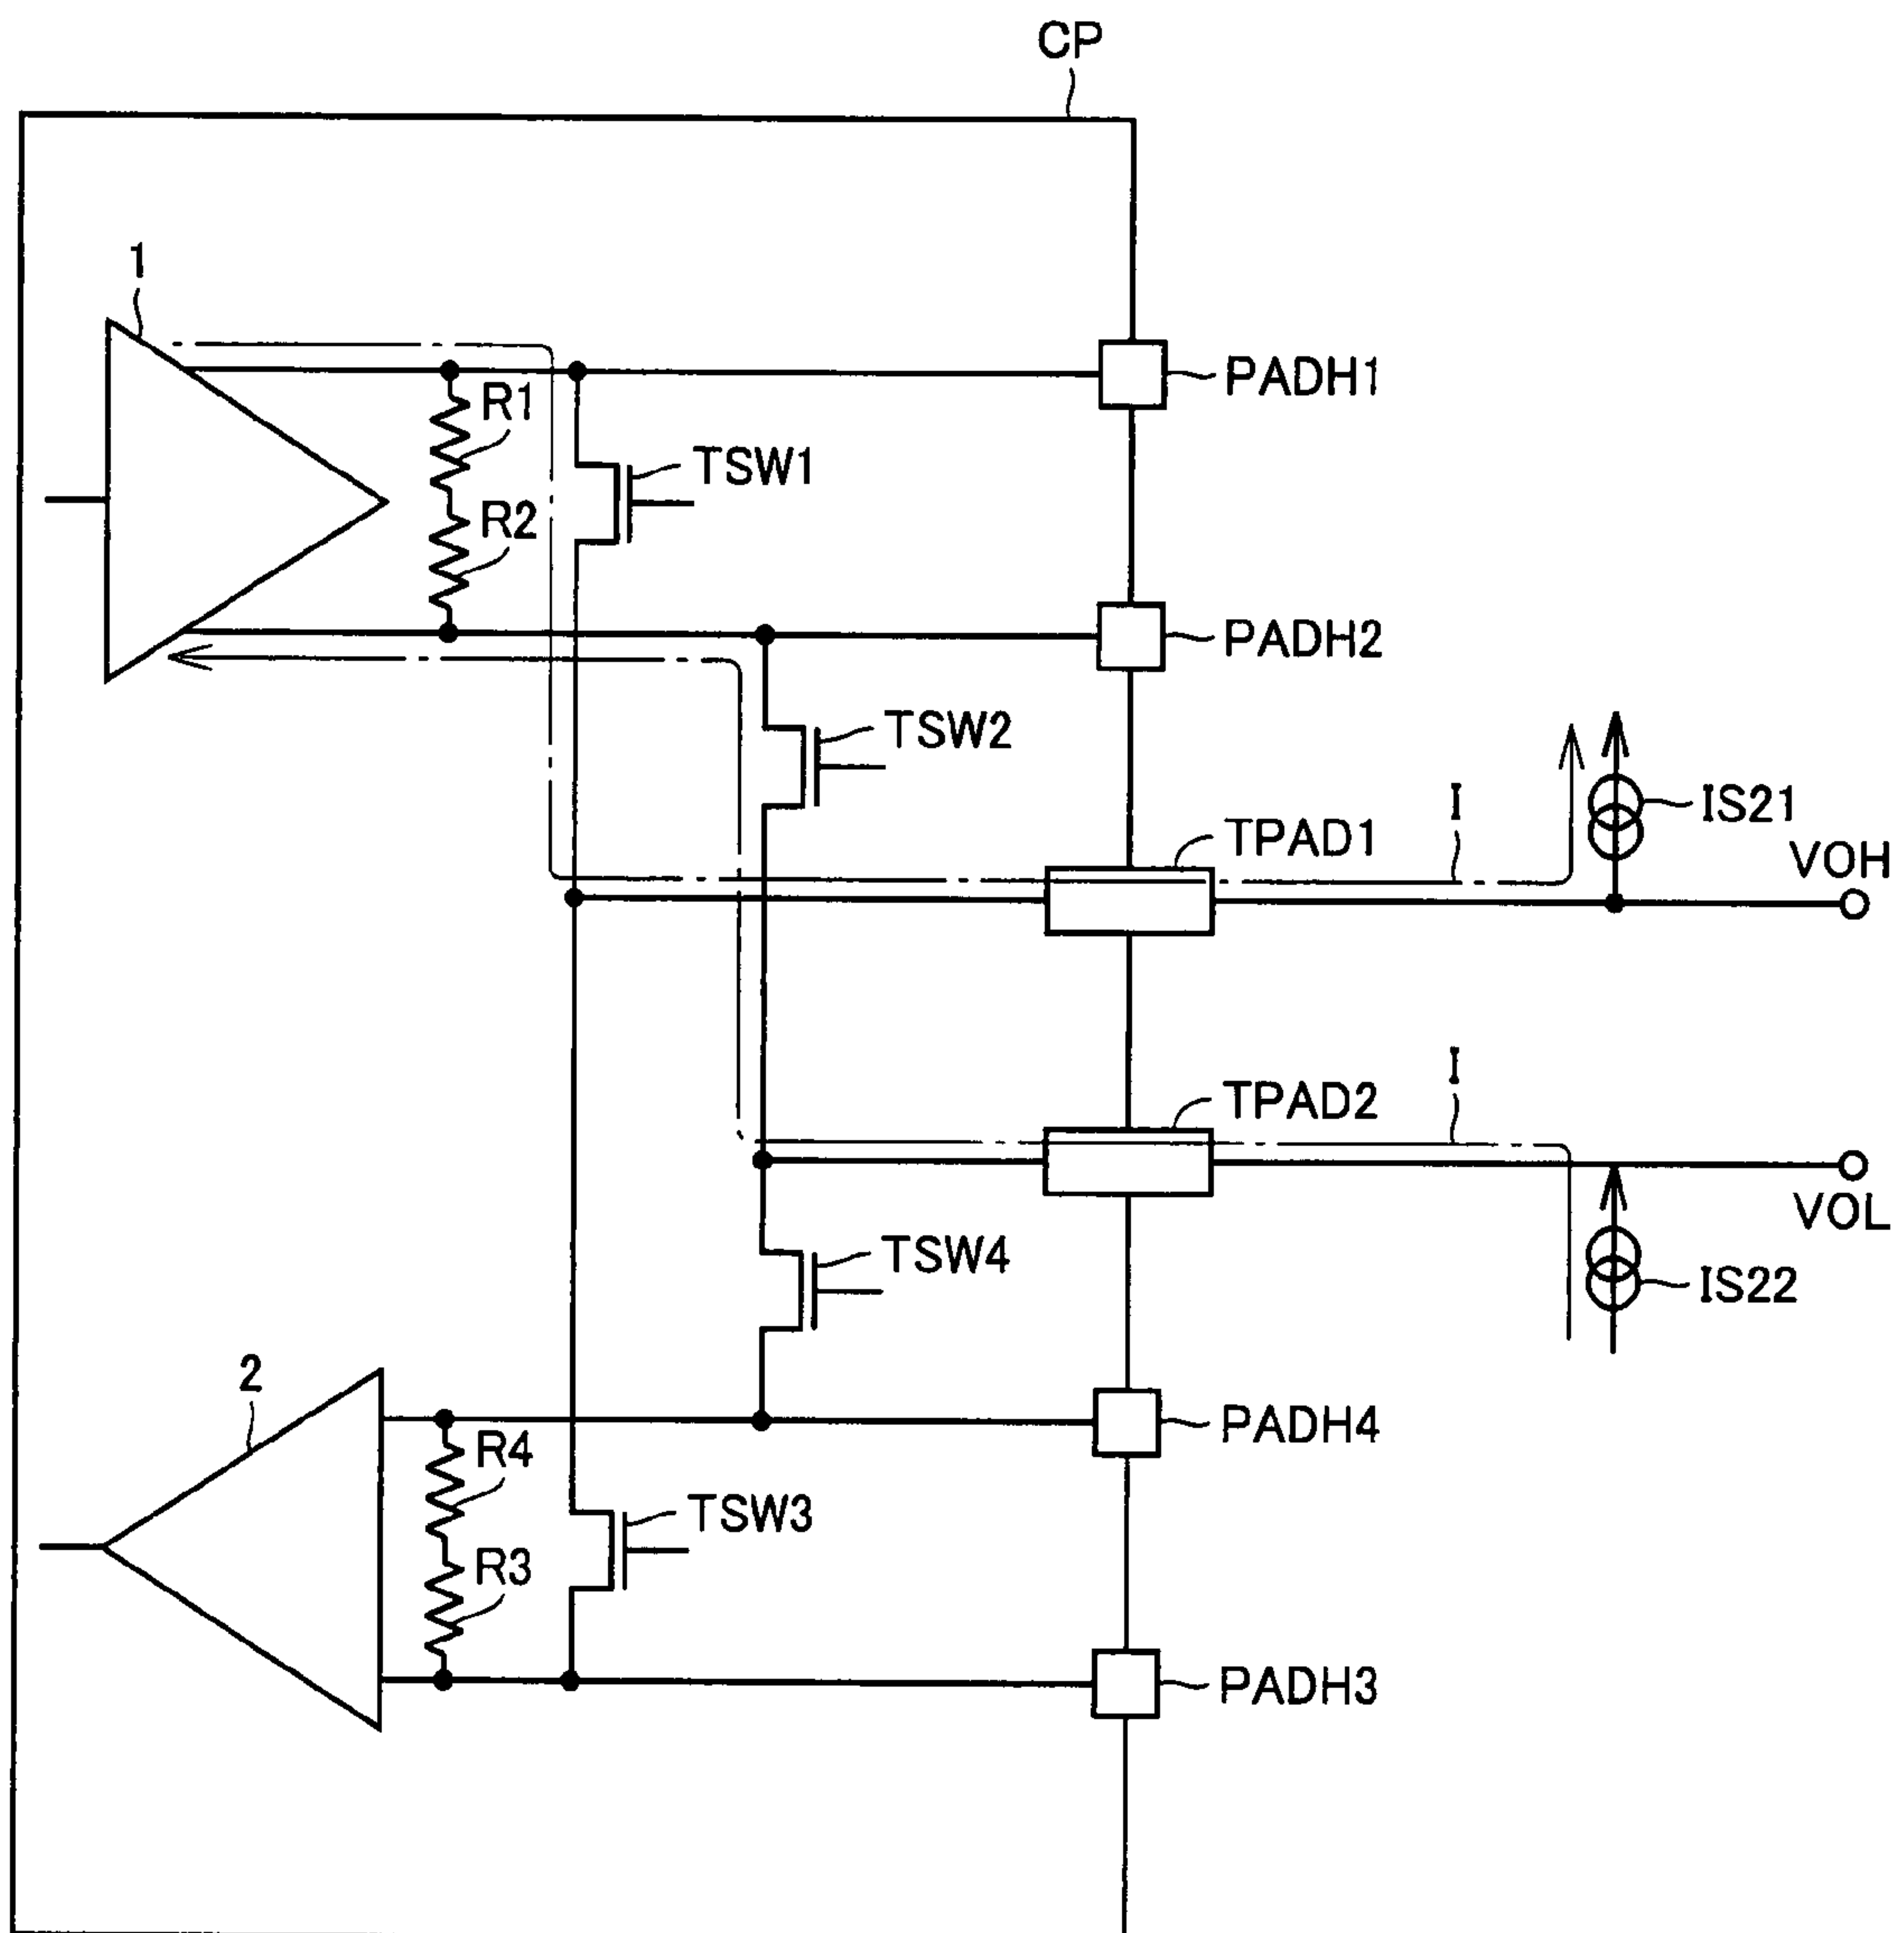 CP
1
PADH1
R1
TSW1
R2
PADH2
TSW2
I
IS21
TPAD1
VOH
I
TPAD2
VOL
TSW4
IS22
2
PADH4
R4
TSW3
R3
PADH3